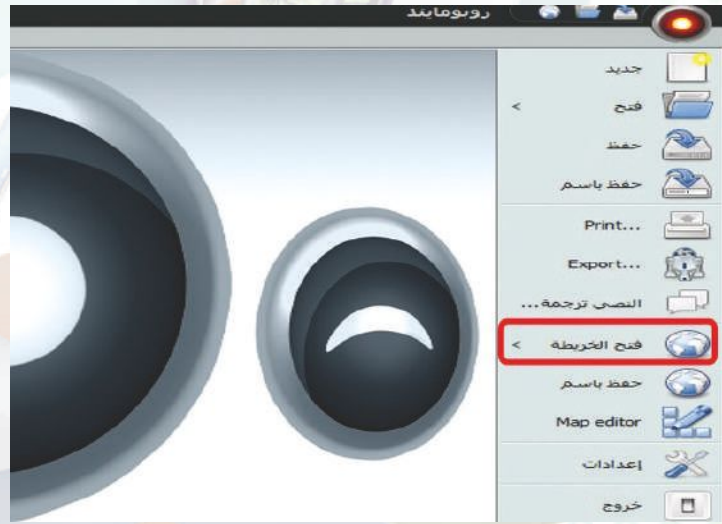 روبومايند
جديد
فتح >
حفظ
حفظ باسم
Print...
Export...
النصي ترجمة...
فتح الخريطة >
حفظ باسم
Map editor
إعدادات
خروج